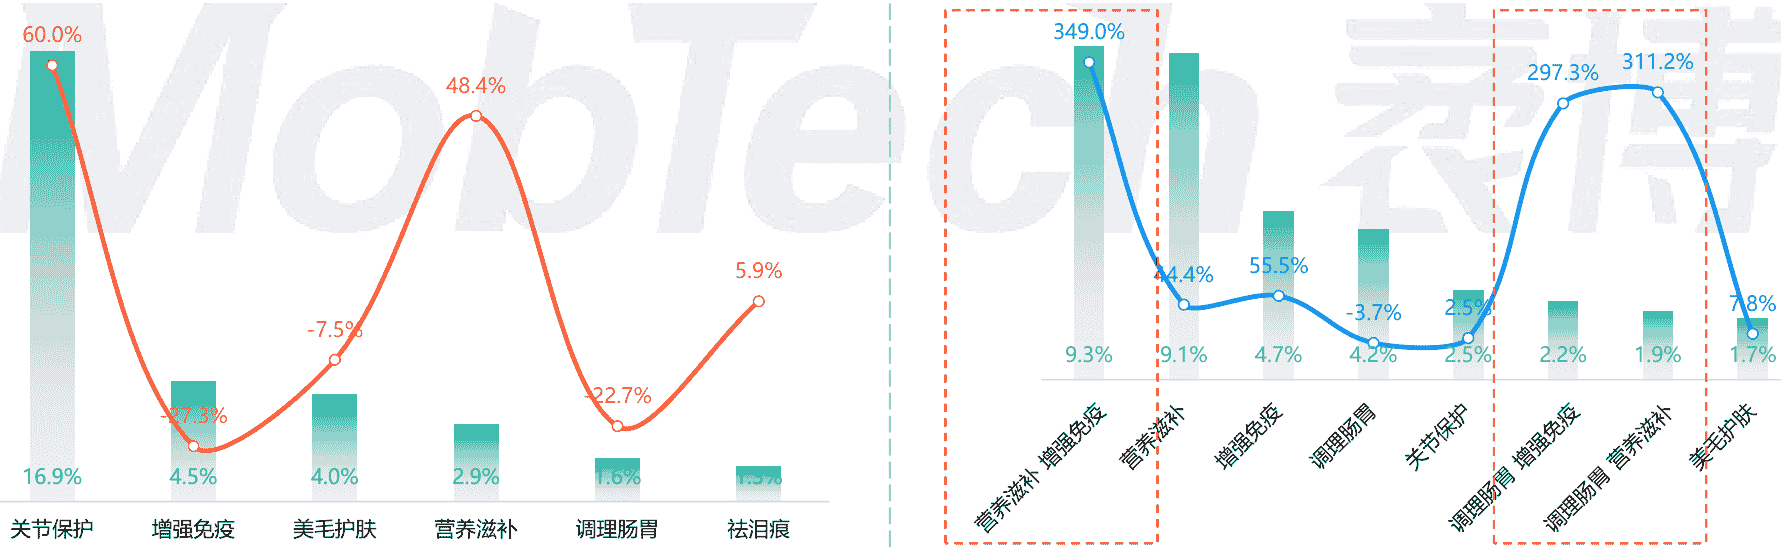 MobTech 袤博
60.0%
48.4%
5.9%
-7.5%
-27.3%
-22.7%
16.9%
4.5%
4.0%
2.9%
1.6%
1.5%
关节保护
增强免疫
美毛护肤
营养滋补
调理肠胃
祛泪痕
349.0%
44.4%
55.5%
-3.7%
2.5%
297.3%
311.2%
7.8%
9.3%
9.1%
4.7%
4.2%
2.5%
2.2%
1.9%
1.7%
营养滋补 增强免疫
营养滋补
增强免疫
调理肠胃
关节保护
调理肠胃 增强免疫
调理肠胃 营养滋补
美毛护肤